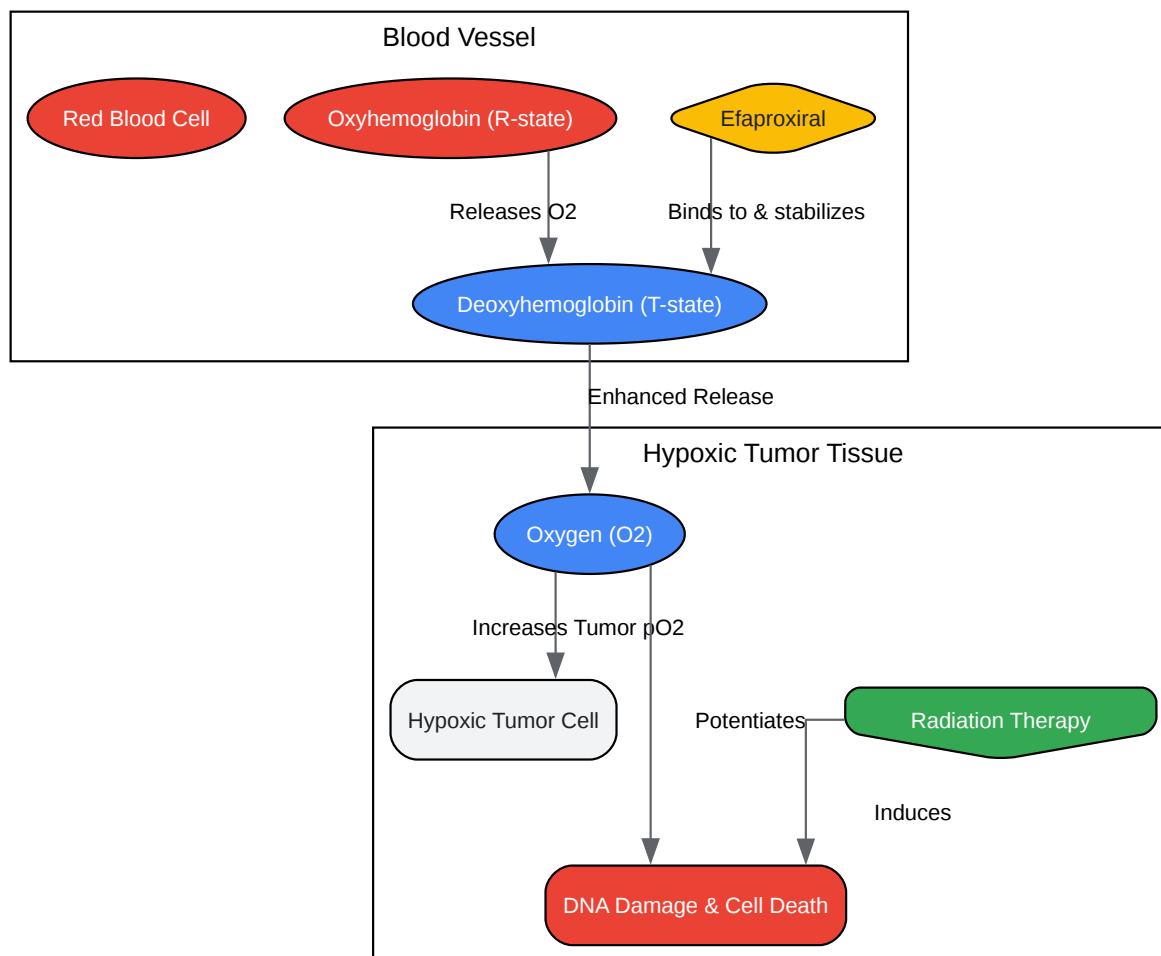 Blood Vessel
Red Blood Cell
Oxyhemoglobin (R-state)
Efaproxiral
Releases O2
Binds to & stabilizes
Deoxyhemoglobin (T-state)
Enhanced Release
Hypoxic Tumor Tissue
Oxygen (O2)
Increases Tumor pO2
Hypoxic Tumor Cell
Potentiates
Radiation Therapy
Induces
DNA Damage & Cell Death